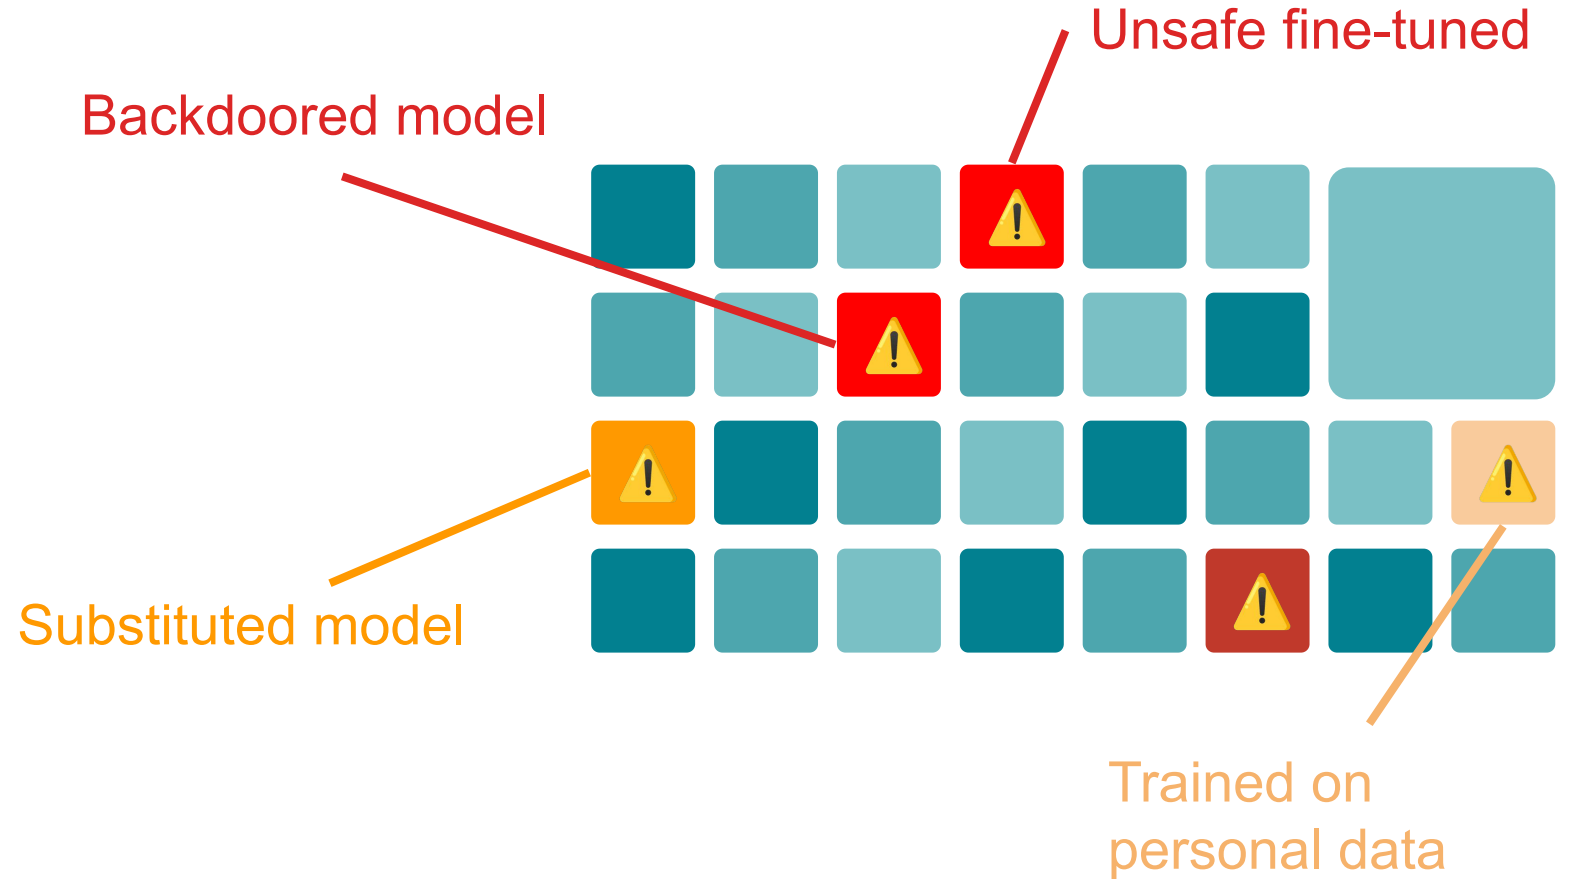 Unsafe fine-tuned
Backdoored model
Substituted model
Trained on
personal data